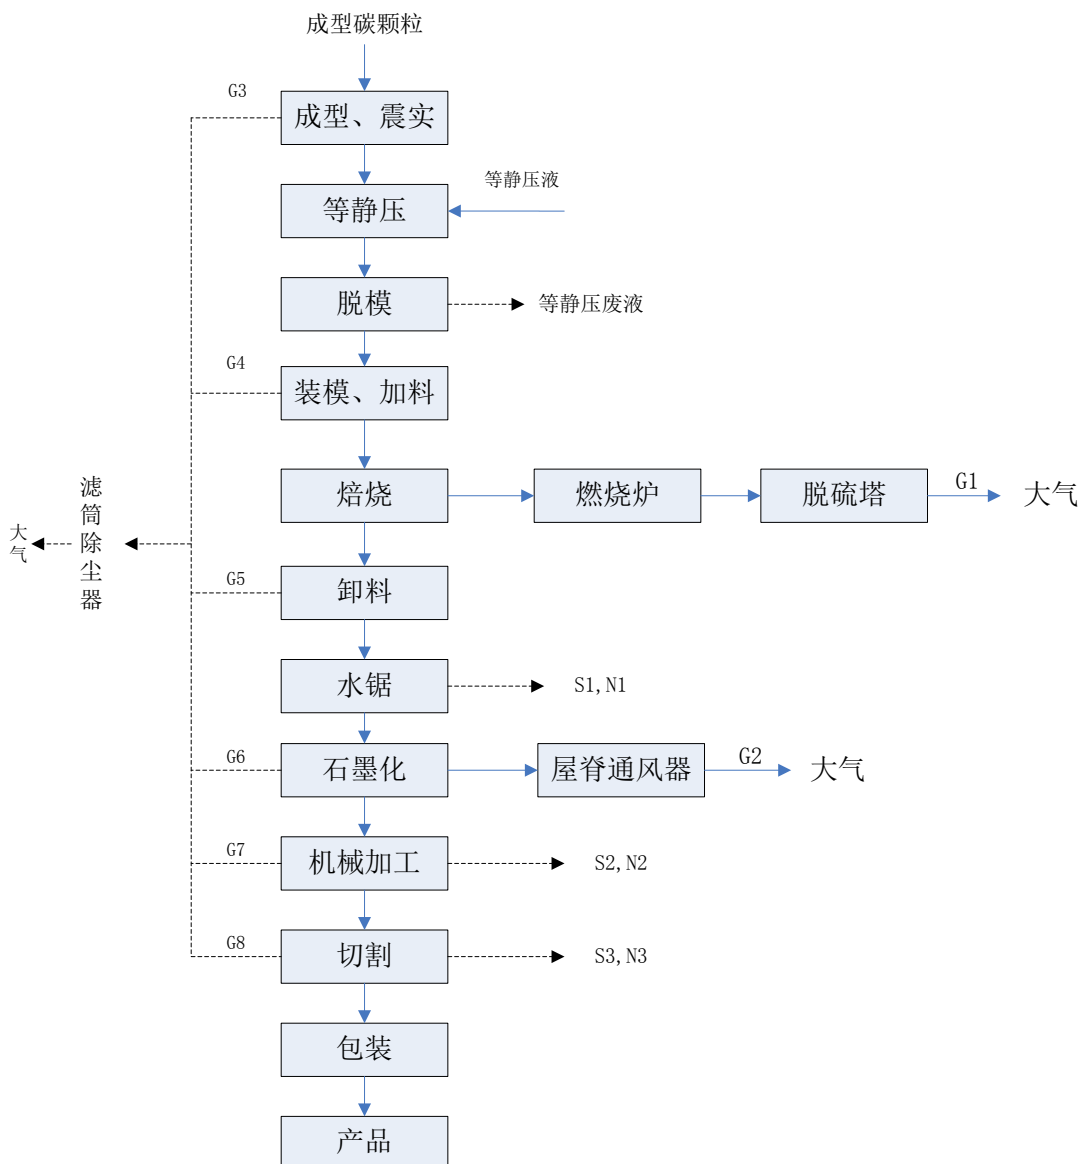 成型碳颗粒
G3
成型、震实
等静压液
等静压
脱模
等静压废液
G4
装模、加料
焙烧
燃烧炉
脱硫塔
G1
大气
滤筒除尘器
大气
G5
卸料
水锯
S1,N1
G6
石墨化
屋脊通风器
G2
大气
G7
机械加工
S2,N2
G8
切割
S3,N3
包装
产品